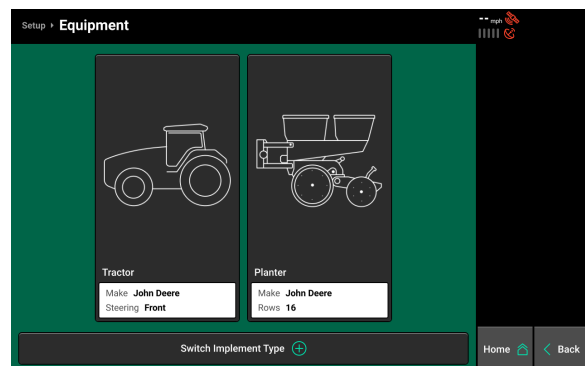 Setup › Equipment
-- mph
Tractor
Make John Deere
Steering Front
Planter
Make John Deere
Rows 16
Switch Implement Type
Home
Back